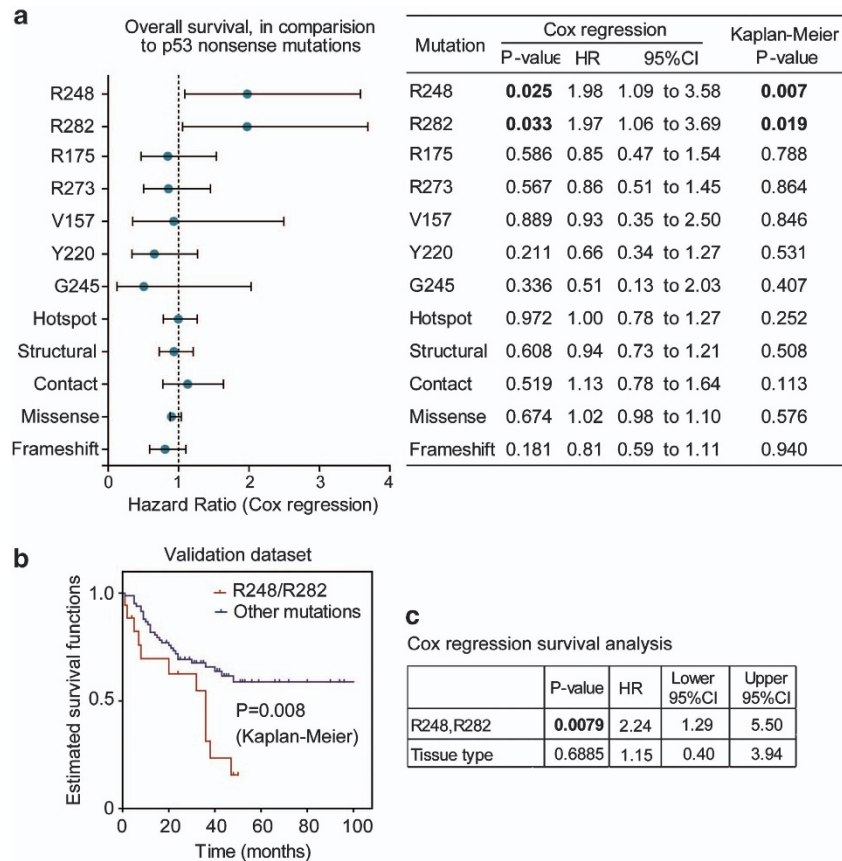 a
Overall survival, in comparision
to p53 nonsense mutations
R248
R282
R175
R273
V157
Y220
G245
Hotspot
Structural
Contact
Missense
Frameshift
0 1 2 3 4
Hazard Ratio (Cox regression)
Mutation Cox regression Kaplan-Meier
P-value HR 95%CI P-value
R248 0.025 1.98 1.09 to 3.58 0.007
R282 0.033 1.97 1.06 to 3.69 0.019
R175 0.586 0.85 0.47 to 1.54 0.788
R273 0.567 0.86 0.51 to 1.45 0.864
V157 0.889 0.93 0.35 to 2.50 0.846
Y220 0.211 0.66 0.34 to 1.27 0.531
G245 0.336 0.51 0.13 to 2.03 0.407
Hotspot 0.972 1.00 0.78 to 1.27 0.252
Structural 0.608 0.94 0.73 to 1.21 0.508
Contact 0.519 1.13 0.78 to 1.64 0.113
Missense 0.674 1.02 0.98 to 1.10 0.576
Frameshift 0.181 0.81 0.59 to 1.11 0.940
b
Validation dataset
R248/R282
Other mutations
P=0.008
(Kaplan-Meier)
Estimated survival functions
1.0
0.5
0
0 20 40 60 80 100
Time (months)
c
Cox regression survival analysis
P-value HR Lower 95%CI Upper 95%CI
R248,R282 0.0079 2.24 1.29 5.50
Tissue type 0.6885 1.15 0.40 3.94